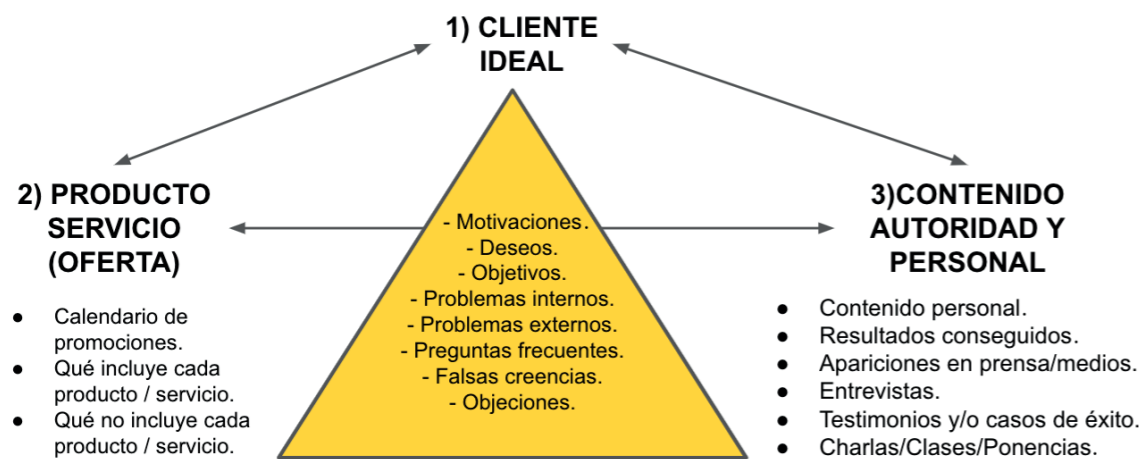 1) CLIENTE
IDEAL
2) PRODUCTO
SERVICIO
(OFERTA)
● Calendario de
promociones.
● Qué incluye cada
producto / servicio.
● Qué no incluye cada
producto / servicio.
- Motivaciones.
- Deseos.
- Objetivos.
- Problemas internos.
- Problemas externos.
- Preguntas frecuentes.
- Falsas creencias.
- Objeciones.
3)CONTENIDO
AUTORIDAD Y
PERSONAL
● Contenido personal.
● Resultados conseguidos.
● Apariciones en prensa/medios.
● Entrevistas.
● Testimonios y/o casos de éxito.
● Charlas/Clases/Ponencias.